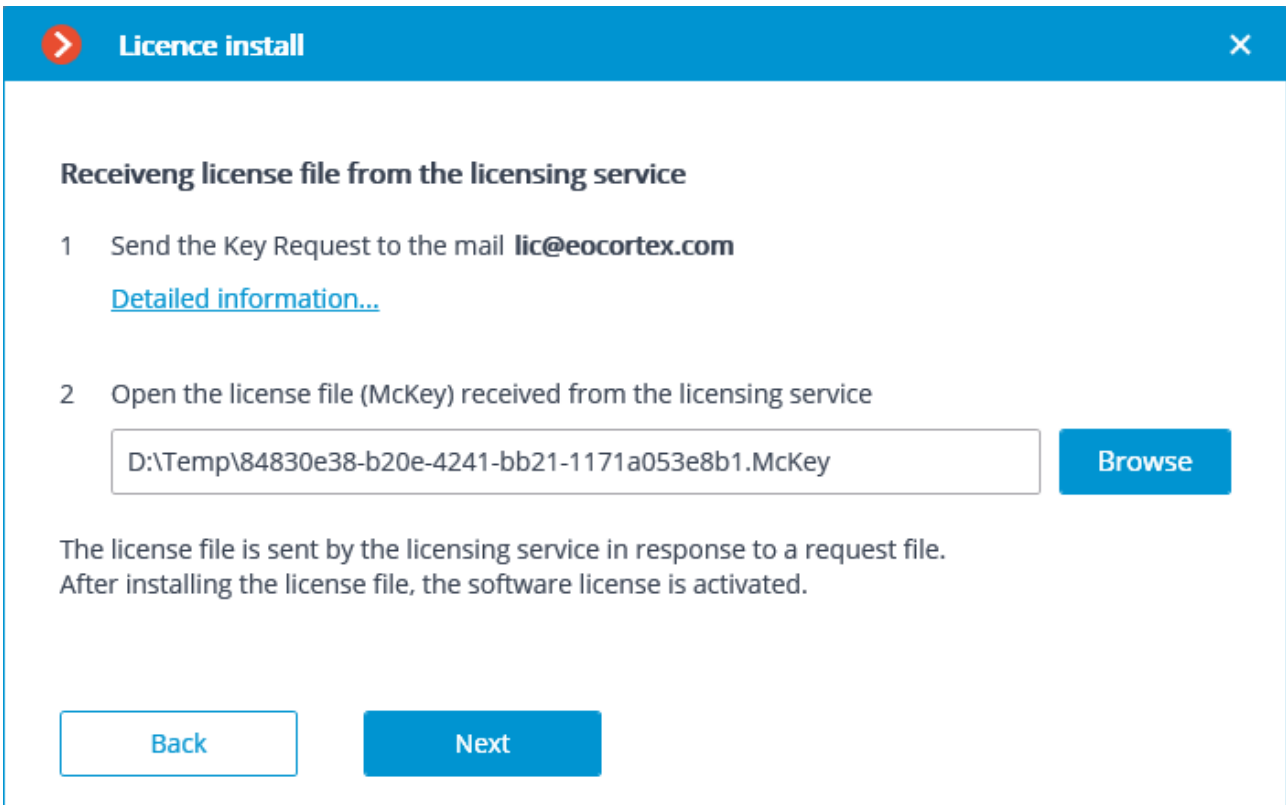 Licence install
Receiveng license file from the licensing service
1 Send the Key Request to the mail lic@eocortex.com
Detailed information...
2 Open the license file (McKey) received from the licensing service
D:\Temp\84830e38-b20e-4241-bb21-1171a053e8b1.McKey Browse
The license file is sent by the licensing service in response to a request file.
After installing the license file, the software license is activated.
Back Next